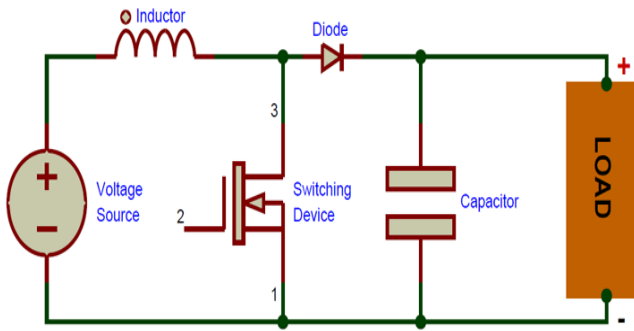 Inductor
Diode
+
3
LOAD
+
Voltage
Source
2
Switching
Device
Capacitor
1
-